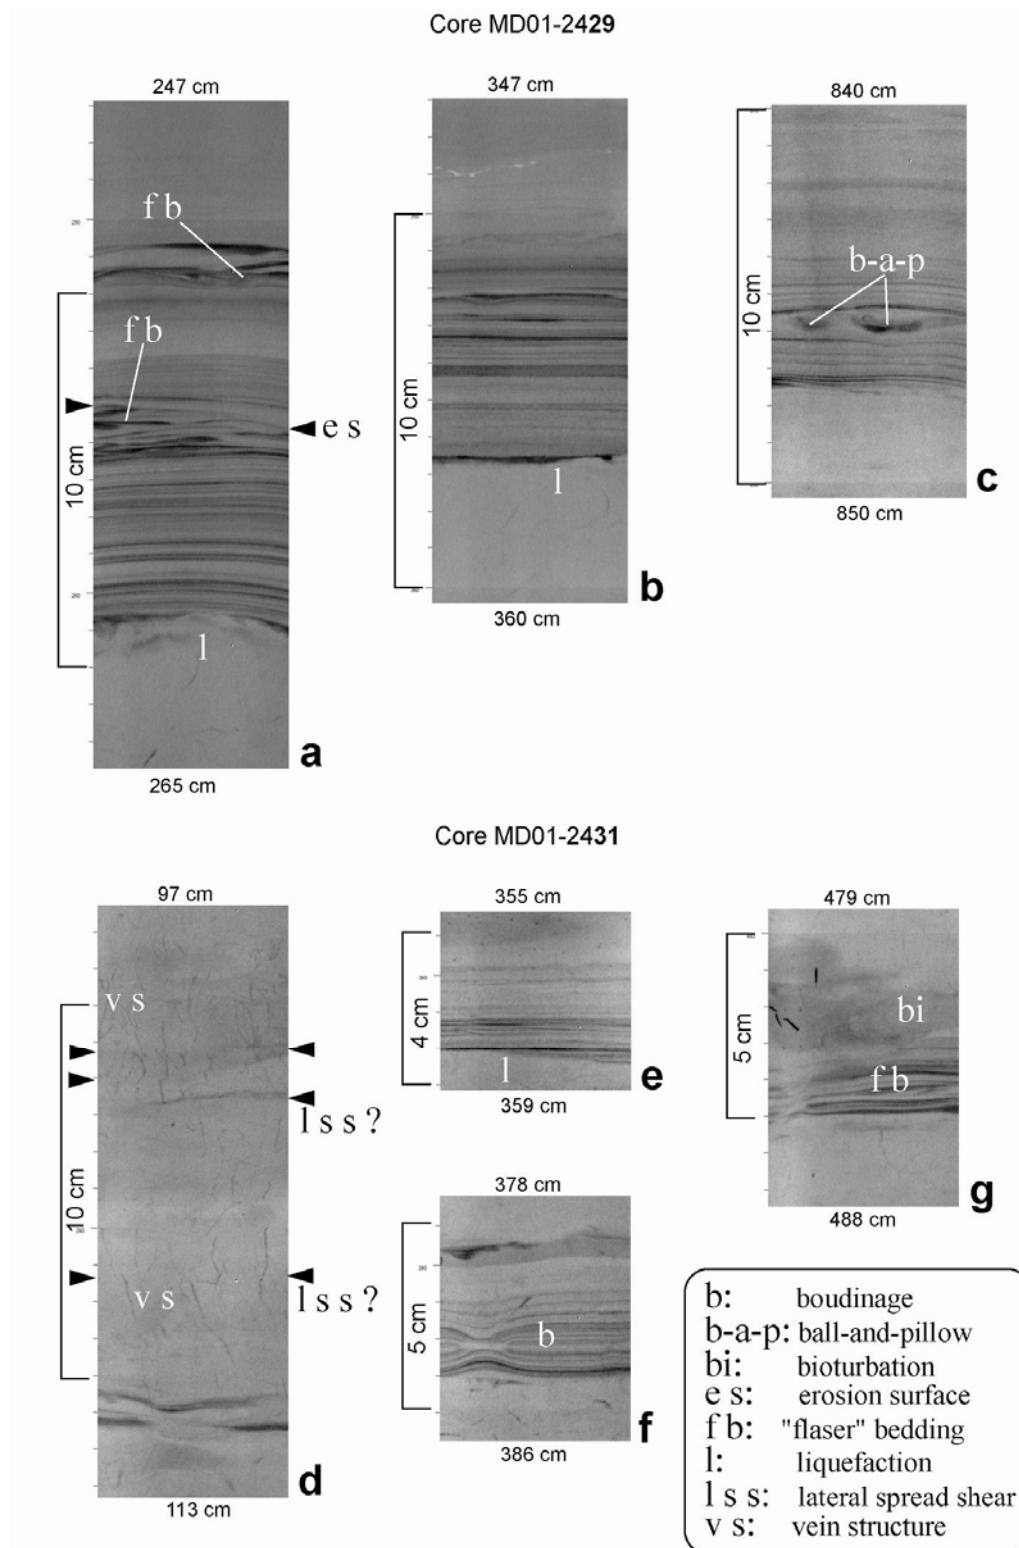 Core MD01-2429
247 cm
347 cm
840 cm
f b
f b
e s
10 cm
l
a
265 cm
10 cm
l
b
360 cm
10 cm
b-a-p
c
850 cm
Core MD01-2431
97 cm
355 cm
479 cm
v s
l s s ?
10 cm
v s
l s s ?
d
113 cm
4 cm
l
e
359 cm
5 cm
bi
f b
g
488 cm
378 cm
5 cm
b
f
386 cm
b: boudinage
b-a-p: ball-and-pillow
bi: bioturbation
e s: erosion surface
f b: "flaser" bedding
l: liquefaction
l s s: lateral spread shear
v s: vein structure